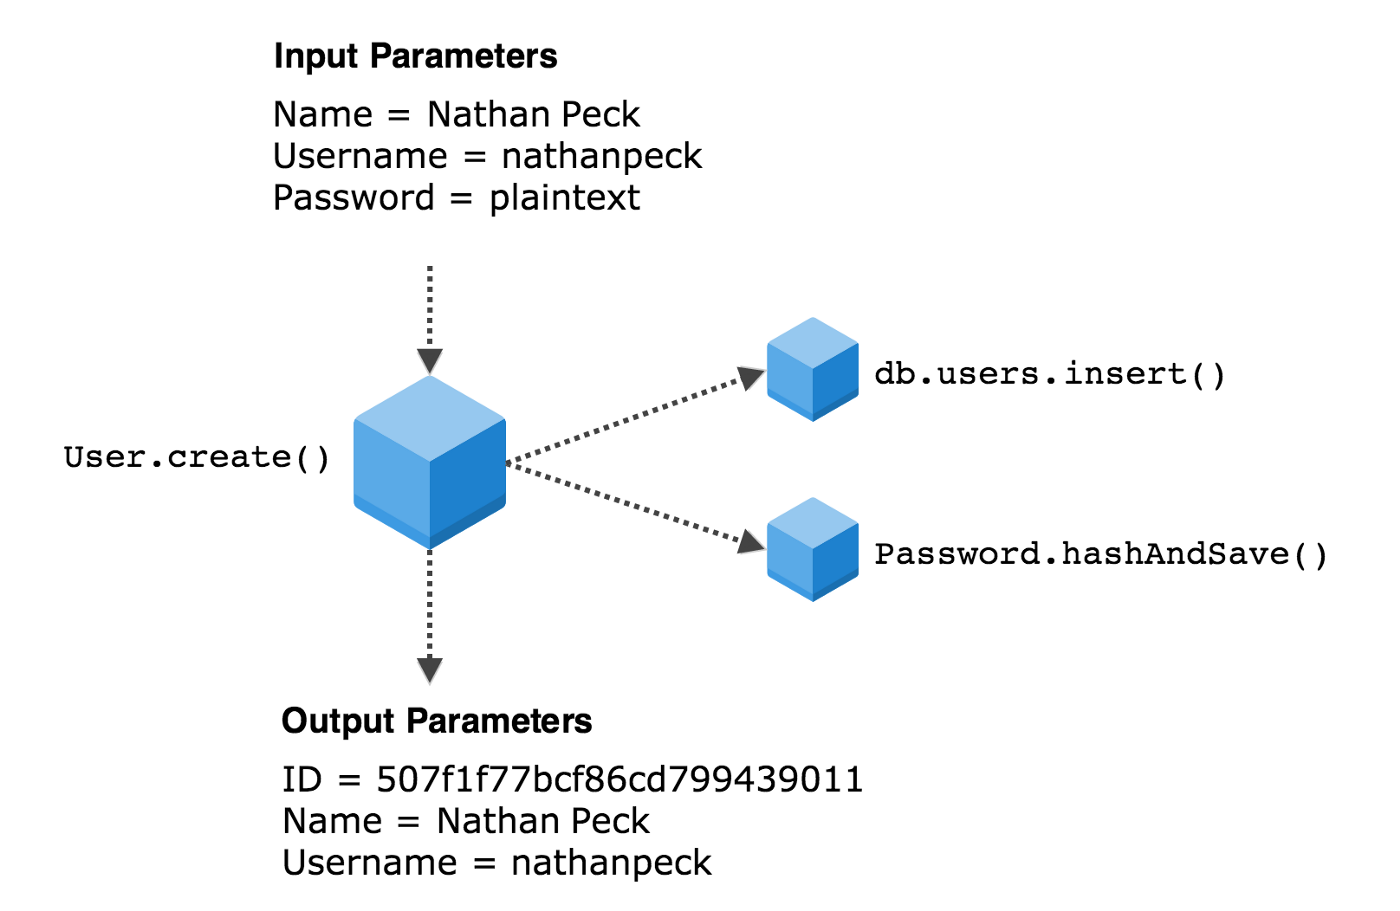 Input Parameters
Name = Nathan Peck
Username = nathanpeck
Password = plaintext
db.users.insert()
User.create()
Password.hashAndSave()
Output Parameters
ID = 507f1f77bcf86cd799439011
Name = Nathan Peck
Username = nathanpeck